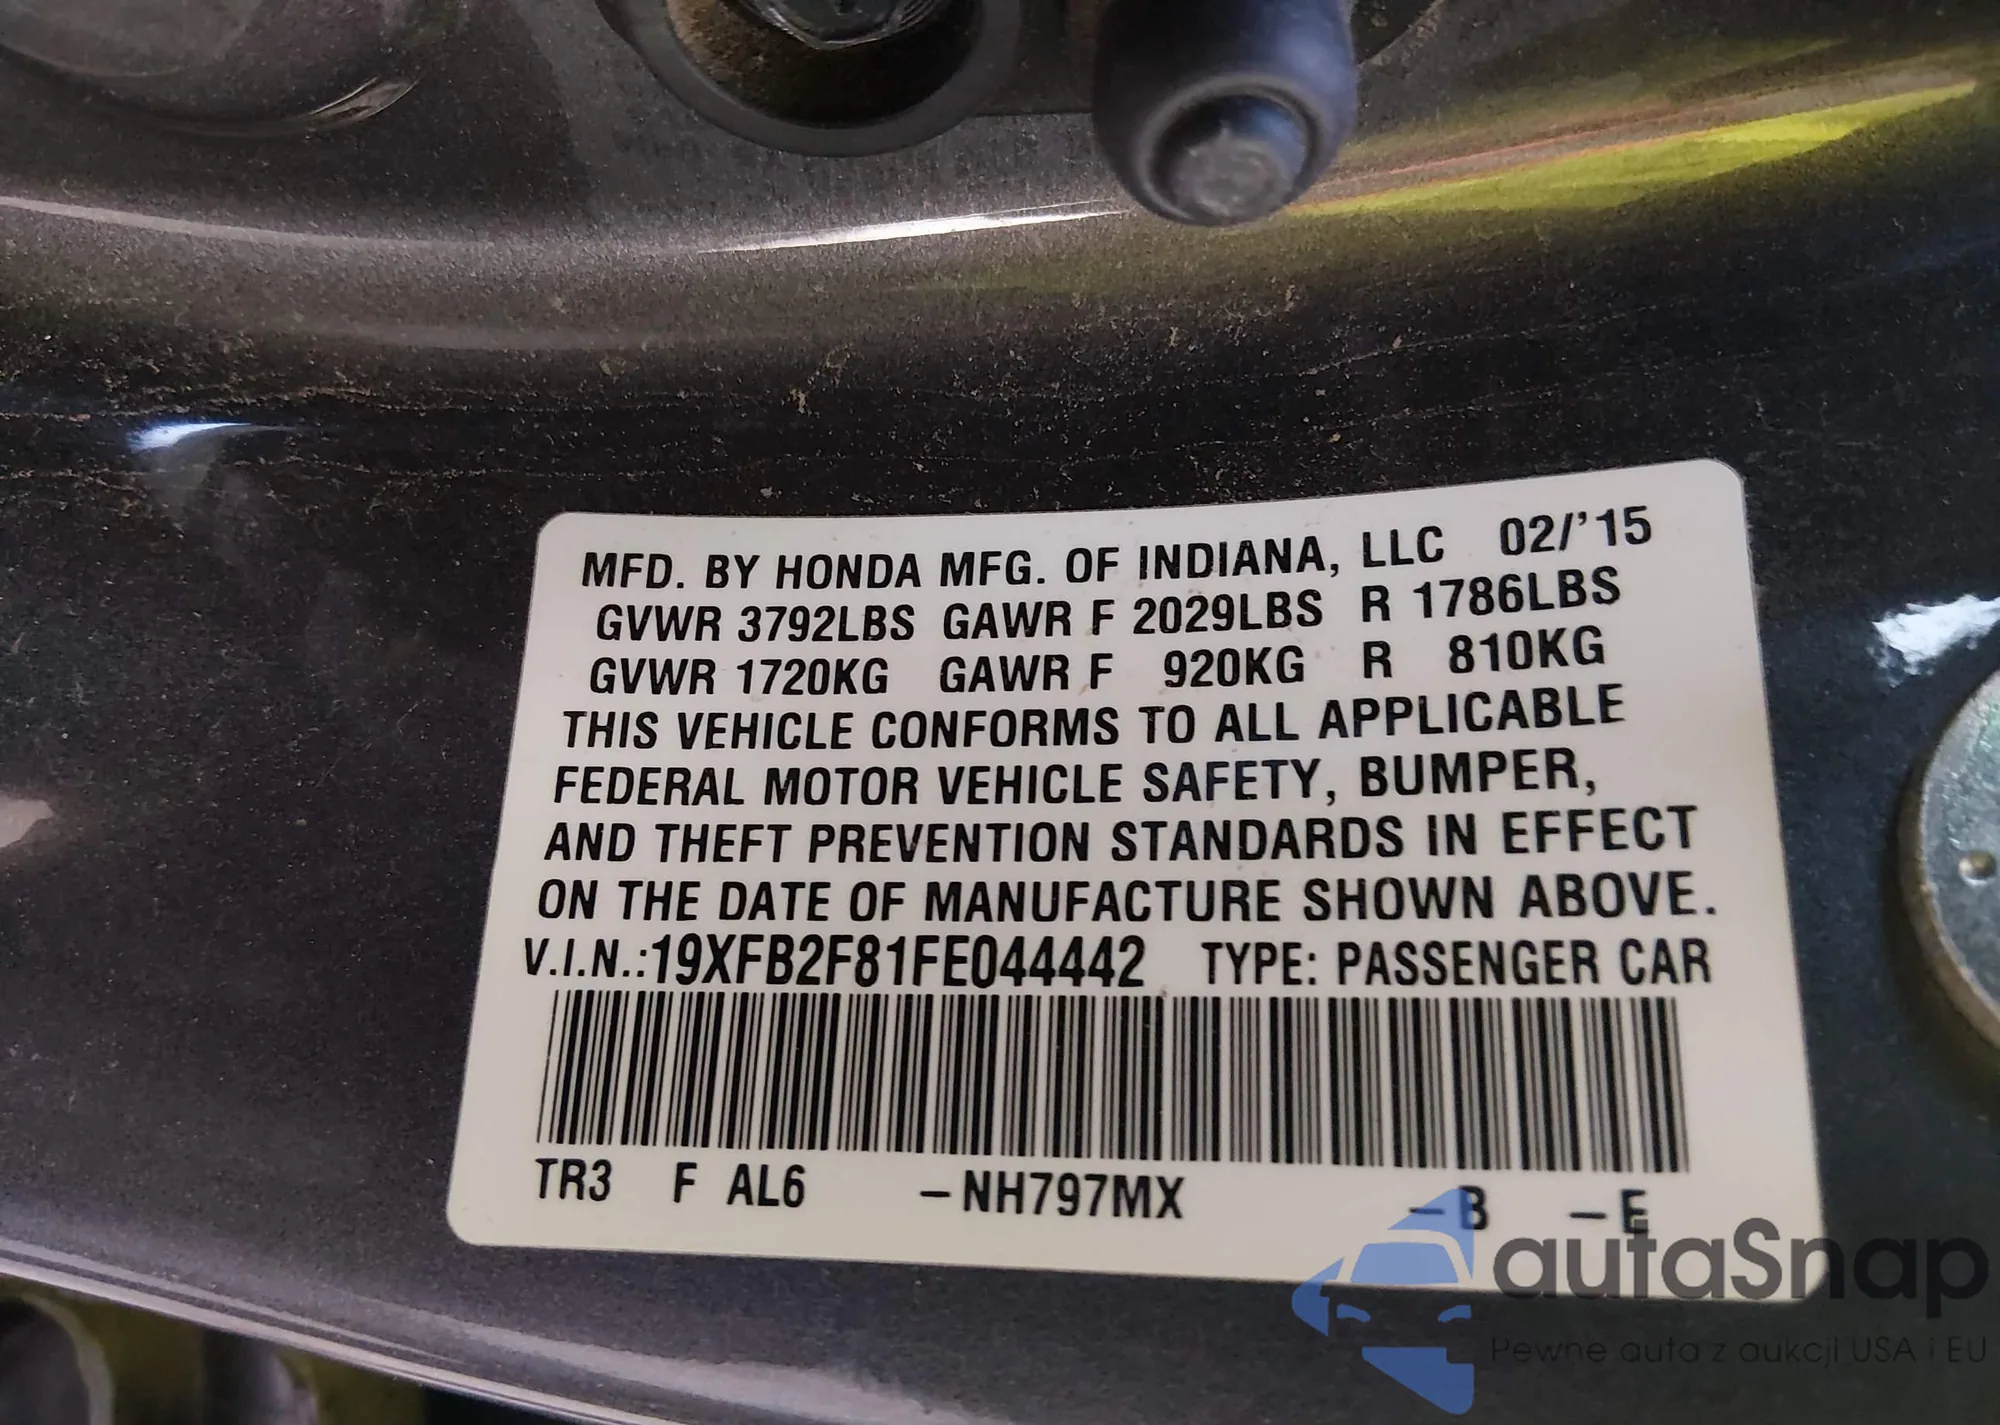 MFD. BY HONDA MFG. OF INDIANA, LLC 02/'15
GVWR 3792LBS GAWR F 2029LBS R 1786LBS
GVWR 1720KG GAWR F 920KG R 810KG
THIS VEHICLE CONFORMS TO ALL APPLICABLE
FEDERAL MOTOR VEHICLE SAFETY, BUMPER,
AND THEFT PREVENTION STANDARDS IN EFFECT
ON THE DATE OF MANUFACTURE SHOWN ABOVE.
V.I.N.:19XFB2F81FE044442 TYPE: PASSENGER CAR
TR3 F AL6 –NH797MX –B –E
autaSnap
Pewne auta z aukcji USA i EU